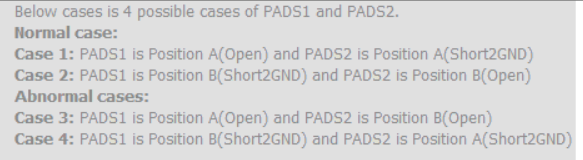 Below cases is 4 possible cases of PADS1 and PADS2.
Normal case:
Case 1: PADS1 is Position A(Open) and PADS2 is Position A(Short2GND)
Case 2: PADS1 is Position B(Short2GND) and PADS2 is Position B(Open)
Abnormal cases:
Case 3: PADS1 is Position A(Open) and PADS2 is Position B(Open)
Case 4: PADS1 is Position B(Short2GND) and PADS2 is Position A(Short2GND)